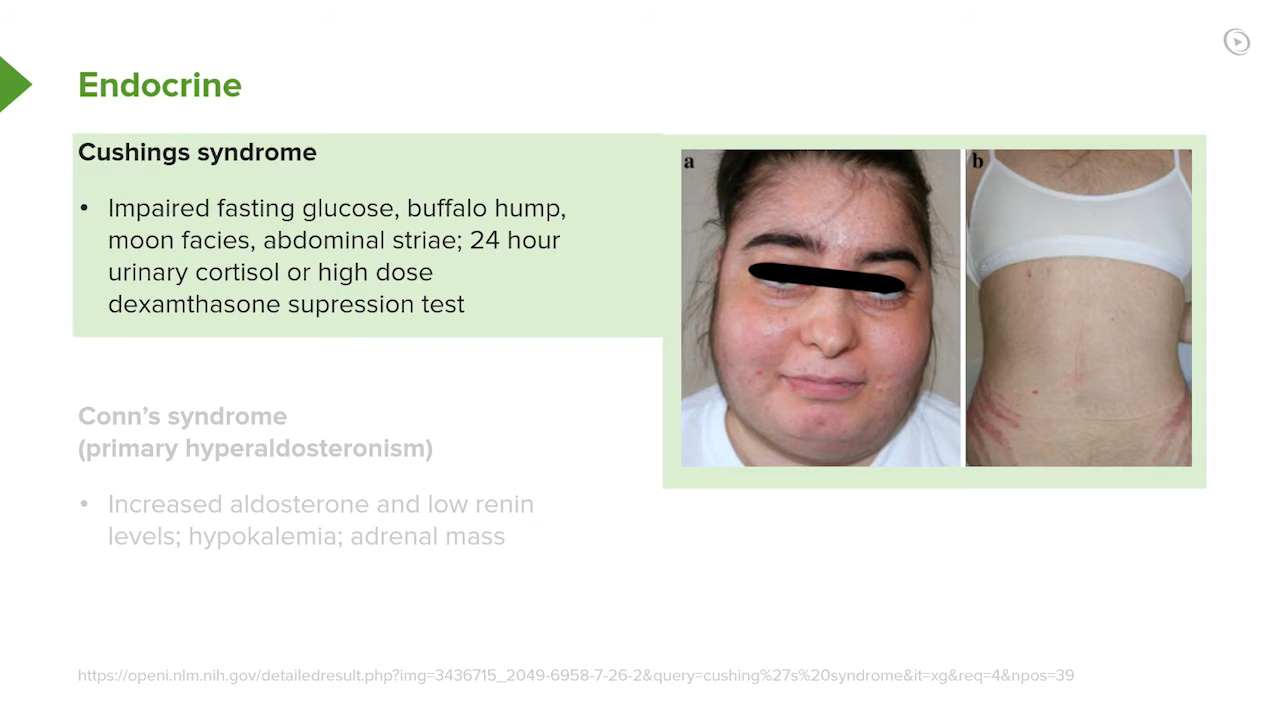 Endocrine
Cushings syndrome
• Impaired fasting glucose, buffalo hump,
moon facies, abdominal striae; 24 hour
urinary cortisol or high dose
dexamthasone supression test
a
b
Conn’s syndrome
(primary hyperaldosteronism)
• Increased aldosterone and low renin
levels; hypokalemia; adrenal mass
https://openi.nlm.nih.gov/detailedresult.php?img=3436715_2049-6958-7-26-2&query=cushing%27s%20syndrome&it=xg&req=4&npos=39